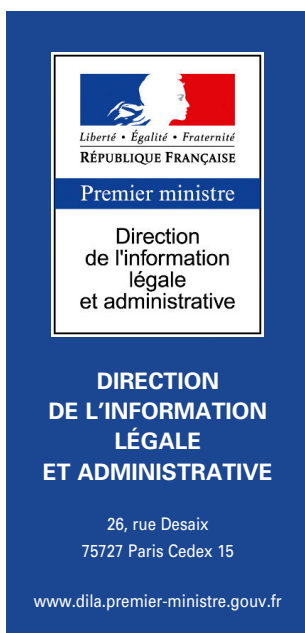 Liberté • Égalité • Fraternité
RÉPUBLIQUE FRANÇAISE
Premier ministre
Direction
de l'information
légale
et administrative
DIRECTION
DE L’INFORMATION
LÉGALE
ET ADMINISTRATIVE
26, rue Desaix
75727 Paris Cedex 15
www.dila.premier-ministre.gouv.fr